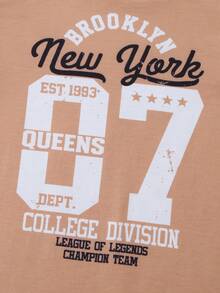 BROOKLYN
New York
EST 1993*
07
QUEENS
DEPT.
COLLEGE DIVISION
LEAGUE OF LEGENDS
CHAMPION TEAM